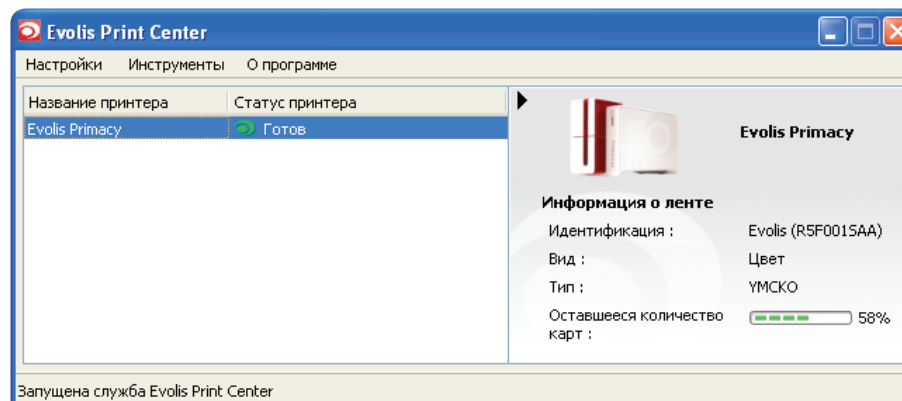 Evolis Print Center
Настройки Инструменты О программе
Название принтера Статус принтера
Evolis Primacy Готов
Evolis Primacy
Информация о ленте
Идентификация : Evolis (R5F001SAA)
Вид : Цвет
Тип : YMCKO
Оставшееся количество карт : 58%
Запущена служба Evolis Print Center